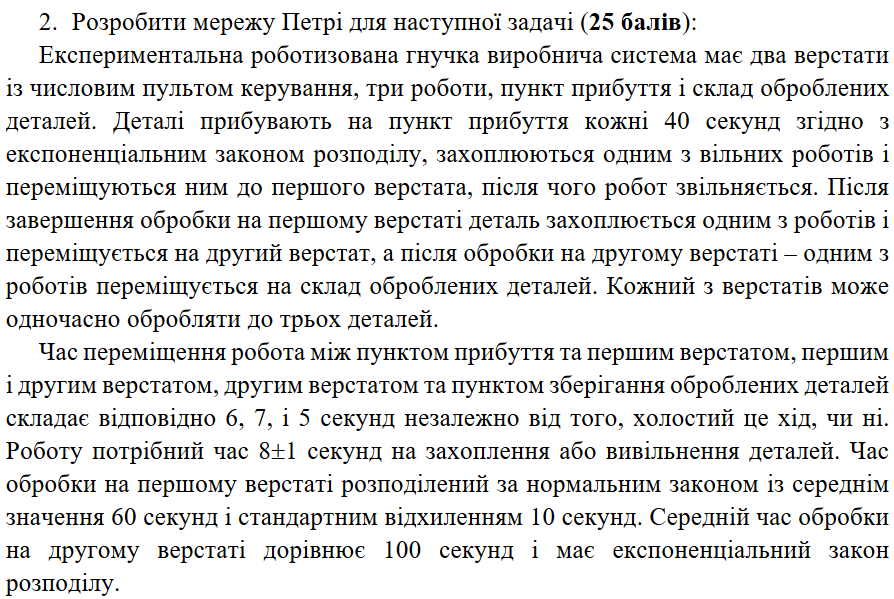 2. Розробити мережу Петрі для наступної задачі (25 балів):
Експериментальна роботизована гнучка виробнича система має два верстати
із числовим пультом керування, три роботи, пункт прибуття і склад оброблених
деталей. Деталі прибувають на пункт прибуття кожні 40 секунд згідно з
експоненціальним законом розподілу, захоплюються одним з вільних роботів і
переміщуються ним до першого верстата, після чого робот звільняється. Після
завершення обробки на першому верстаті деталь захоплюється одним з роботів і
переміщується на другий верстат, а після обробки на другому верстаті – одним з
роботів переміщується на склад оброблених деталей. Кожний з верстатів може
одночасно обробляти до трьох деталей.
Час переміщення робота між пунктом прибуття та першим верстатом, першим
і другим верстатом, другим верстатом та пунктом зберігання оброблених деталей
складає відповідно 6, 7, і 5 секунд незалежно від того, холостий це хід, чи ні.
Роботу потрібний час 8±1 секунд на захоплення або вивільнення деталей. Час
обробки на першому верстаті розподілений за нормальним законом із середнім
значення 60 секунд і стандартним відхиленням 10 секунд. Середній час обробки
на другому верстаті дорівнює 100 секунд і має експоненціальний закон
розподілу.